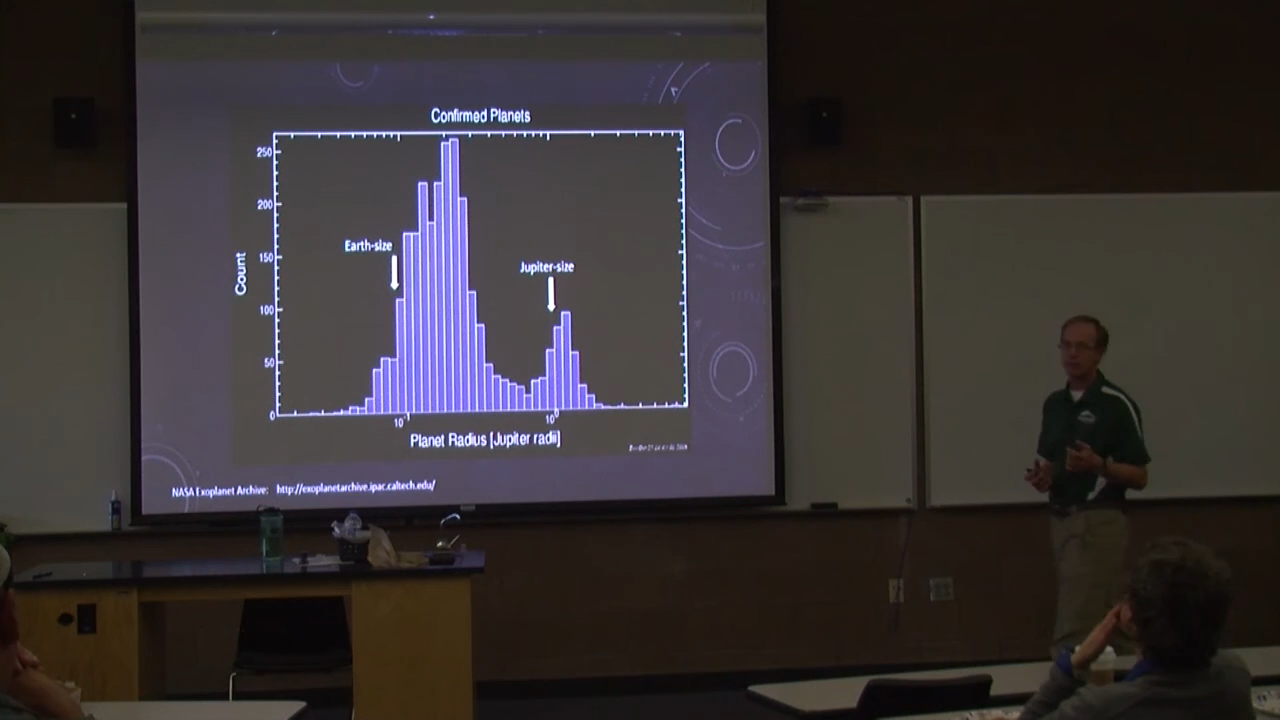 Confirmed Planets
250
200
150
100
50
0
Count
Earth-size
Jupiter-size
10⁻¹
10⁰
Planet Radius [Jupiter radii]
NASA Exoplanet Archive: http://exoplanetarchive.ipac.caltech.edu/